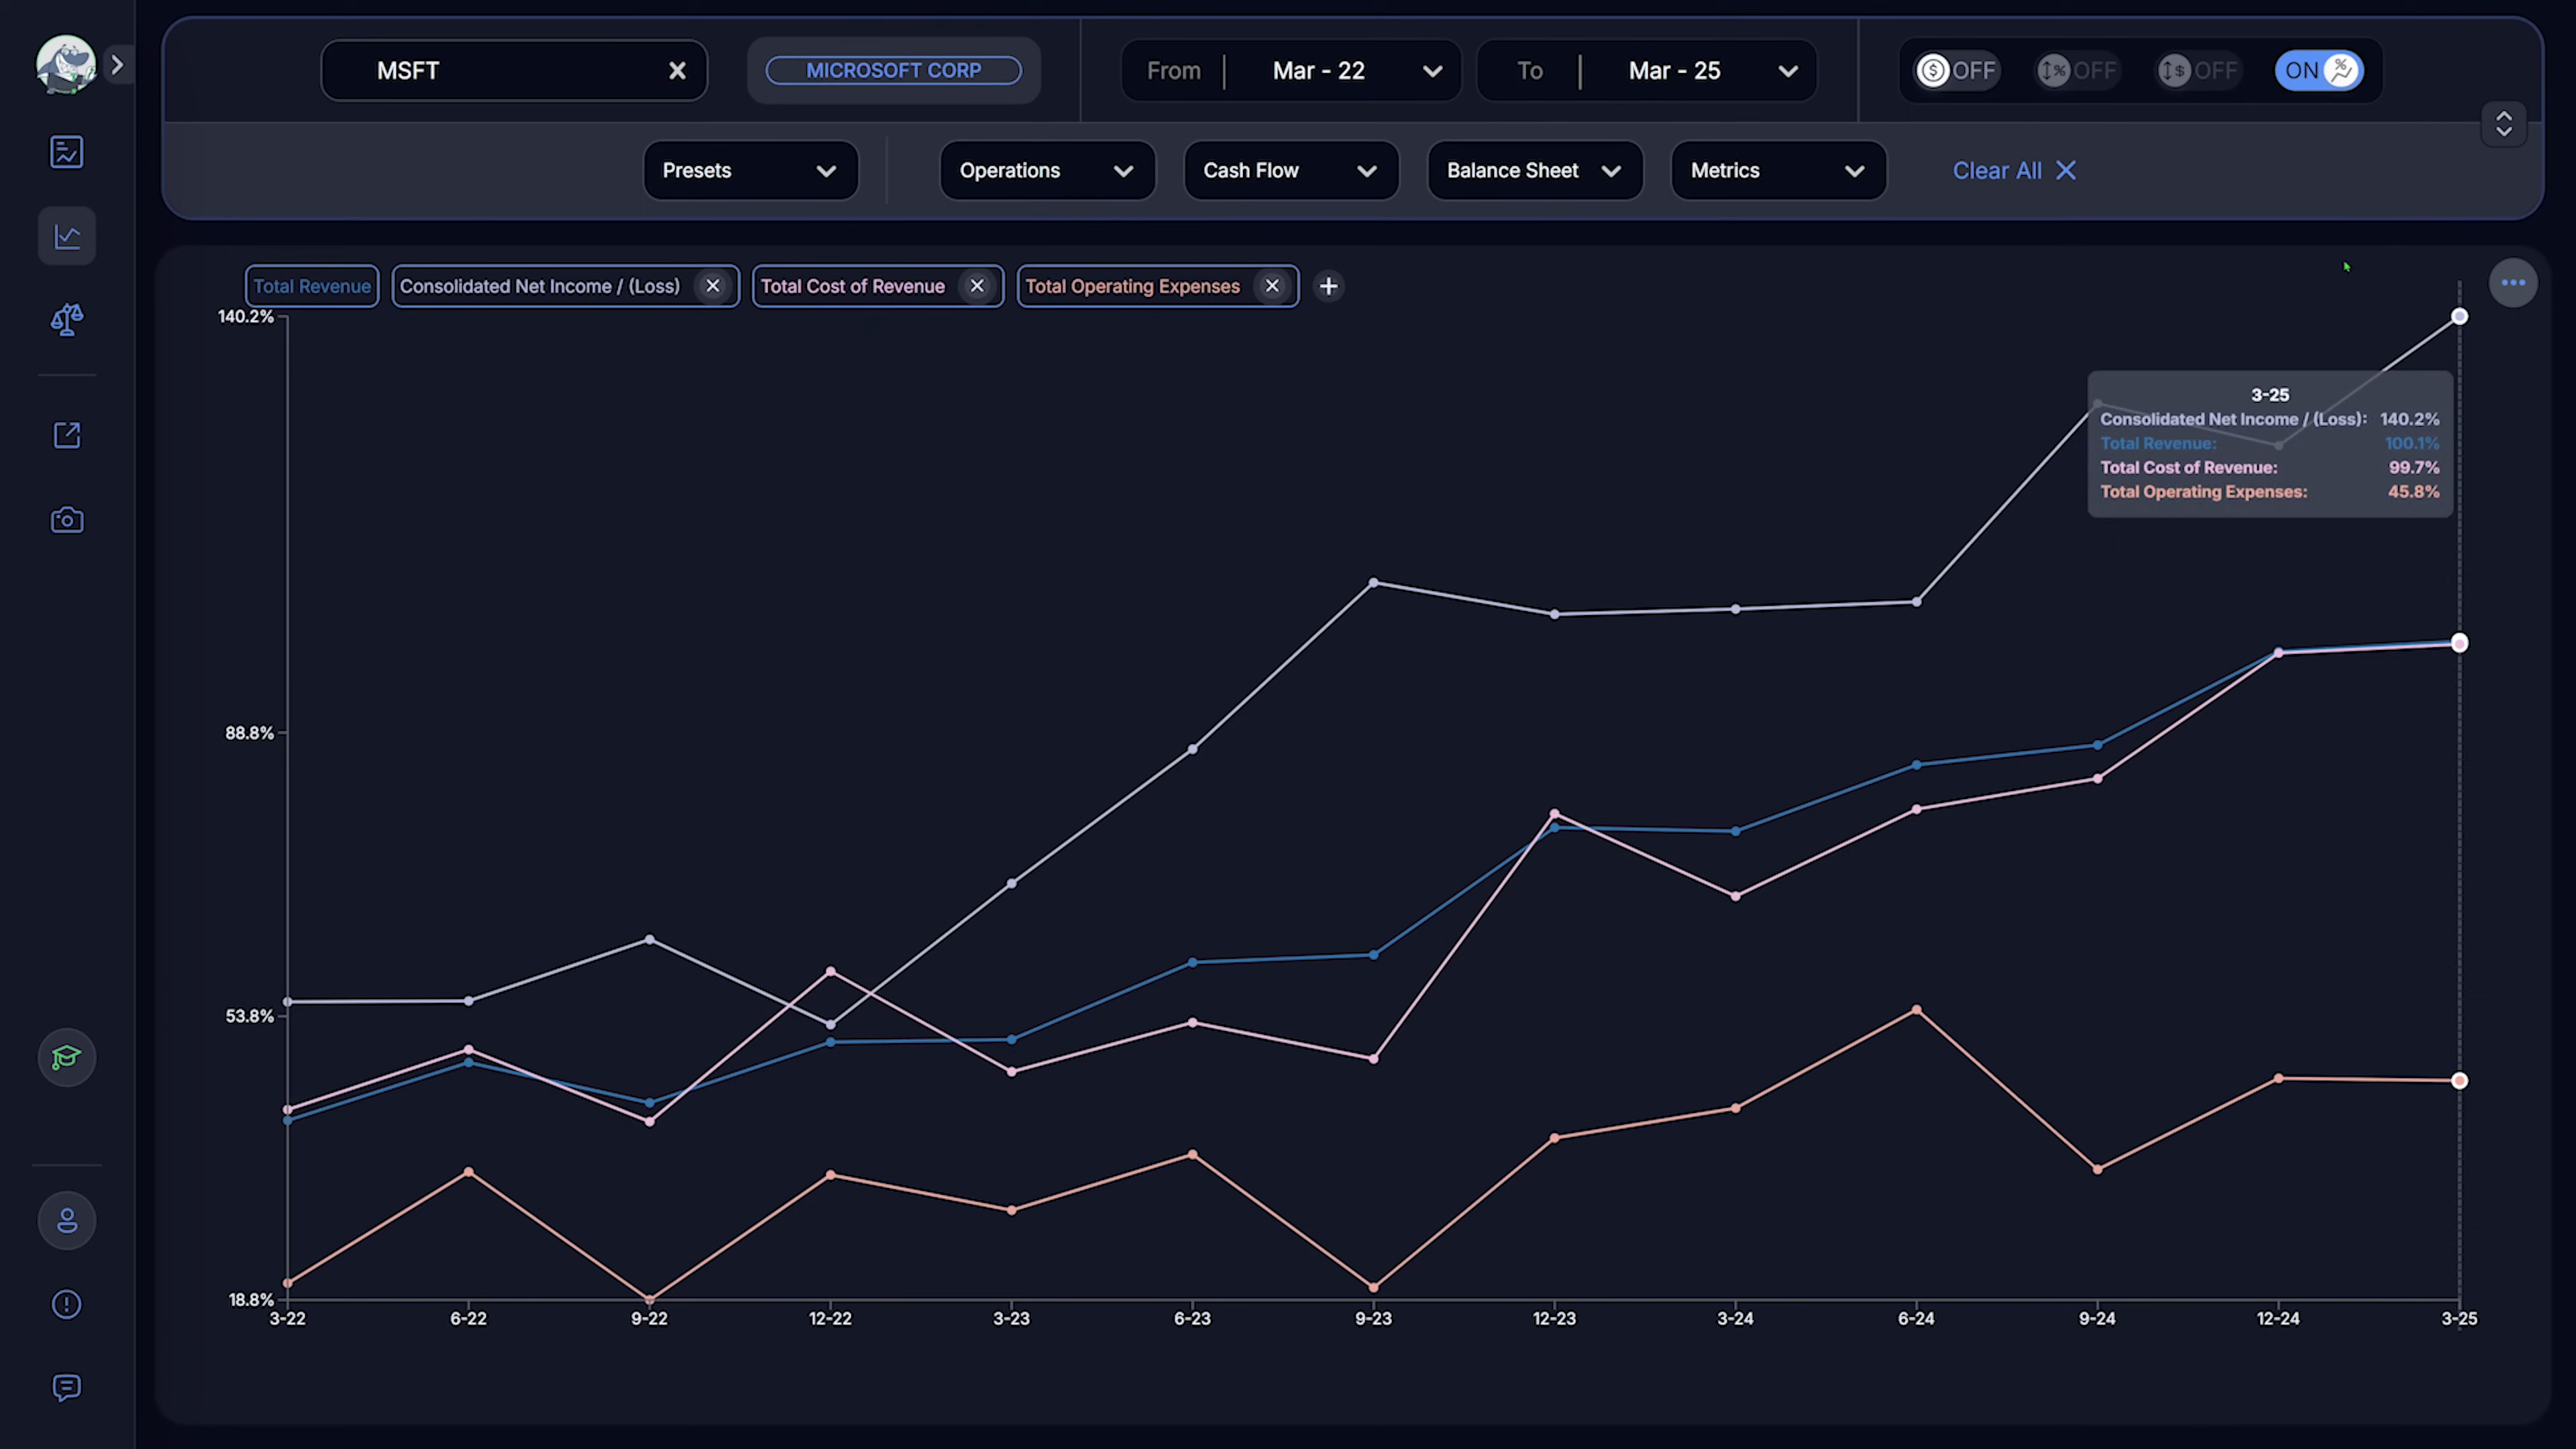 MSFT
MICROSOFT CORP
From
Mar - 22
To
Mar - 25
OFF
OFF
OFF
ON
Presets
Operations
Cash Flow
Balance Sheet
Metrics
Clear All
Total Revenue
Consolidated Net Income / (Loss)
Total Cost of Revenue
Total Operating Expenses
140.2%
3-25
Consolidated Net Income / (Loss): 140.2%
Total Revenue: 100.1%
Total Cost of Revenue: 99.7%
Total Operating Expenses: 45.8%
88.8%
53.8%
18.8%
3-22 6-22 9-22 12-22 3-23 6-23 9-23 12-23 3-24 6-24 9-24 12-24 3-25